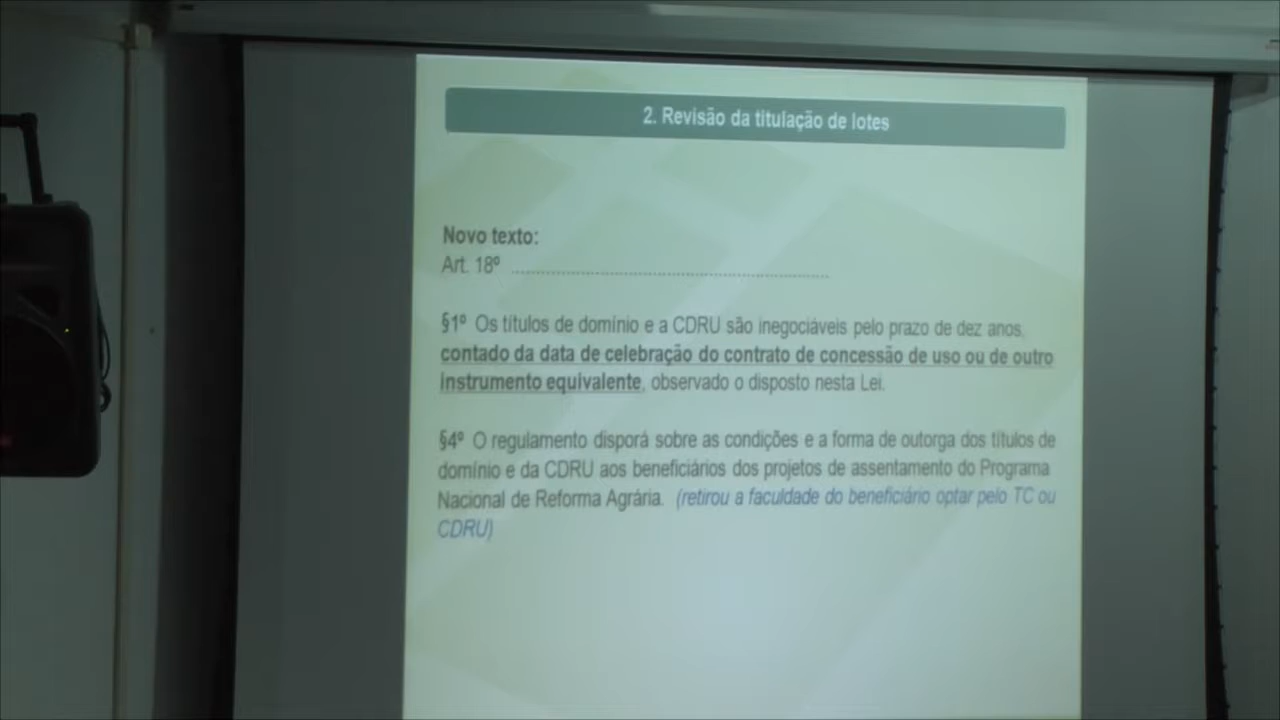 2. Revisão da titulação de lotes
Novo texto:
Art. 18º ........................................................................
§1º Os títulos de domínio e a CDRU são inegociáveis pelo prazo de dez anos,
contado da data de celebração do contrato de concessão de uso ou de outro
instrumento equivalente, observado o disposto nesta Lei.
§4º O regulamento disporá sobre as condições e a forma de outorga dos títulos de
domínio e da CDRU aos beneficiários dos projetos de assentamento do Programa
Nacional de Reforma Agrária. (retirou a faculdade do beneficiário optar pelo TC ou
CDRU)